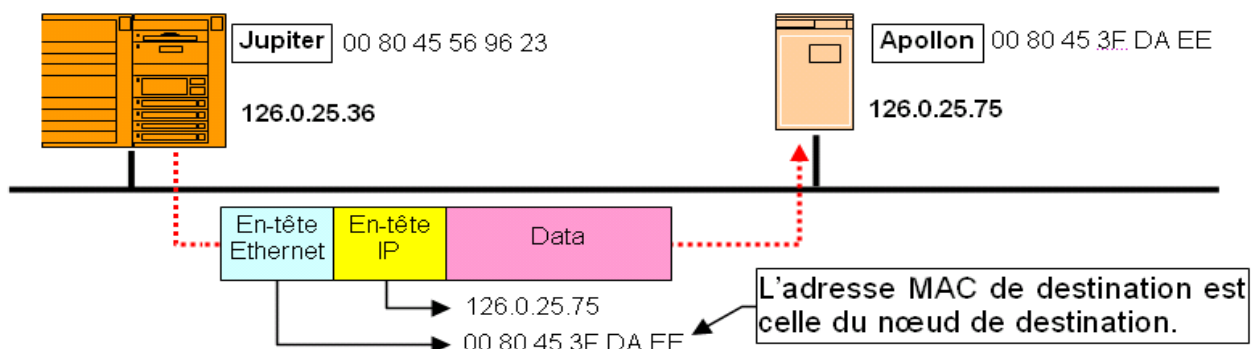 Jupiter 00 80 45 56 96 23
126.0.25.36
Apollon 00 80 45 3F DA EE
126.0.25.75
En-tête
Ethernet
En-tête
IP
Data
126.0.25.75
00 80 45 3F DA EE
L'adresse MAC de destination est
celle du nœud de destination.